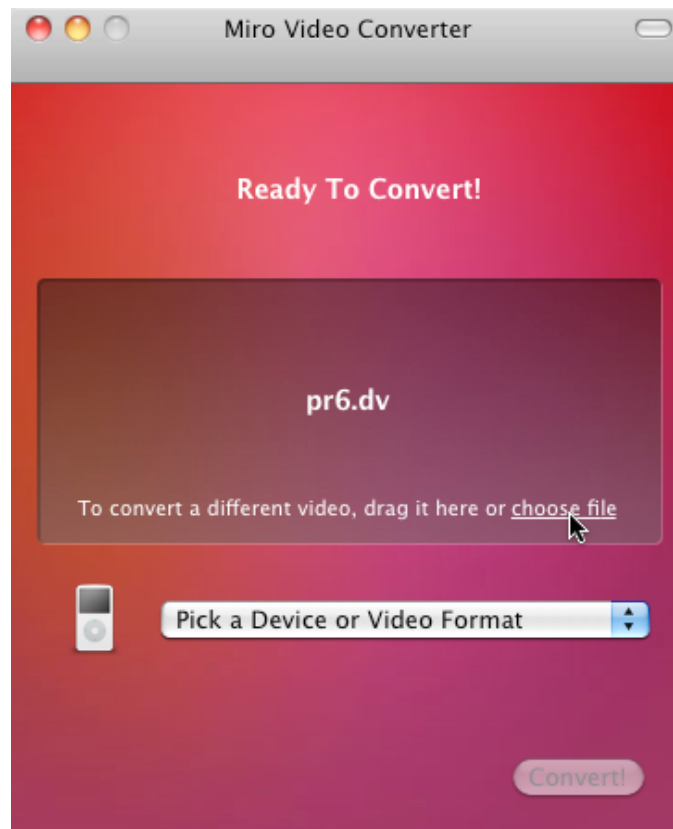 Miro Video Converter
Ready To Convert!
pr6.dv
To convert a different video, drag it here or choose file
Pick a Device or Video Format
Convert!